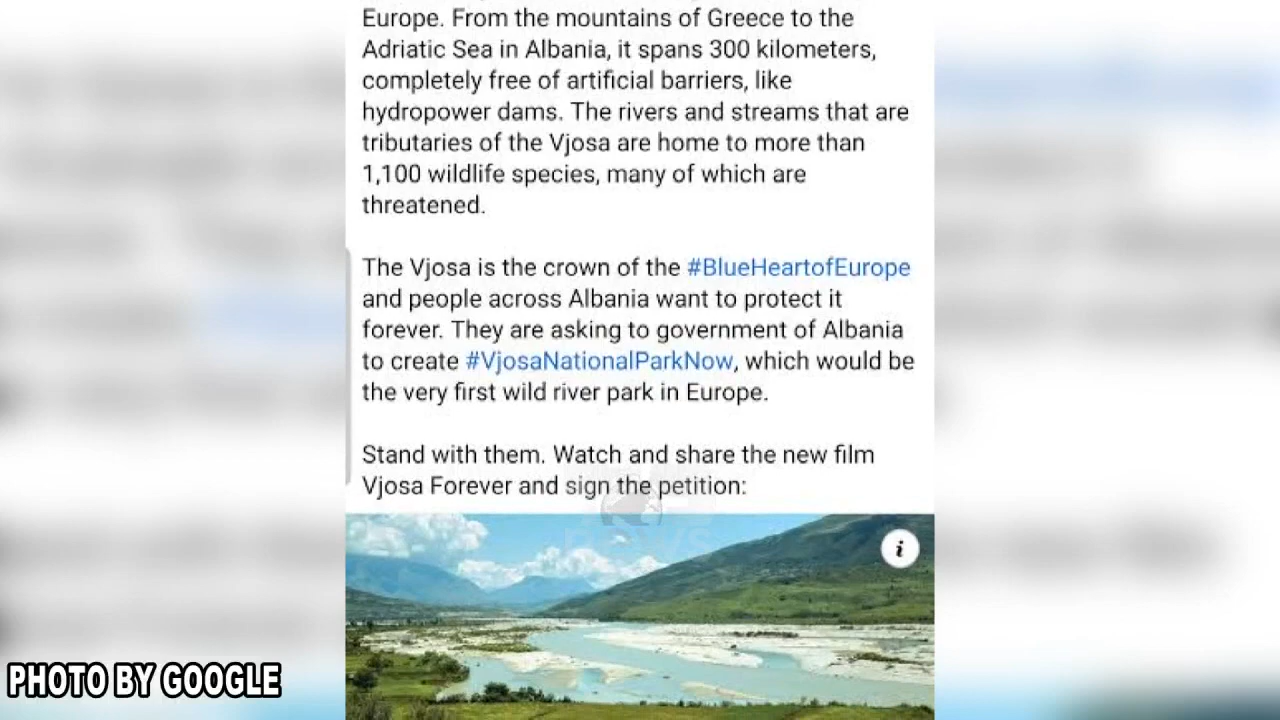 Europe. From the mountains of Greece to the
Adriatic Sea in Albania, it spans 300 kilometers,
completely free of artificial barriers, like
hydropower dams. The rivers and streams that are
tributaries of the Vjosa are home to more than
1,100 wildlife species, many of which are
threatened.
The Vjosa is the crown of the #BlueHeartofEurope
and people across Albania want to protect it
forever. They are asking to government of Albania
to create #VjosaNationalParkNow, which would be
the very first wild river park in Europe.
Stand with them. Watch and share the new film
Vjosa Forever and sign the petition:
news
i
PHOTO BY GOOGLE